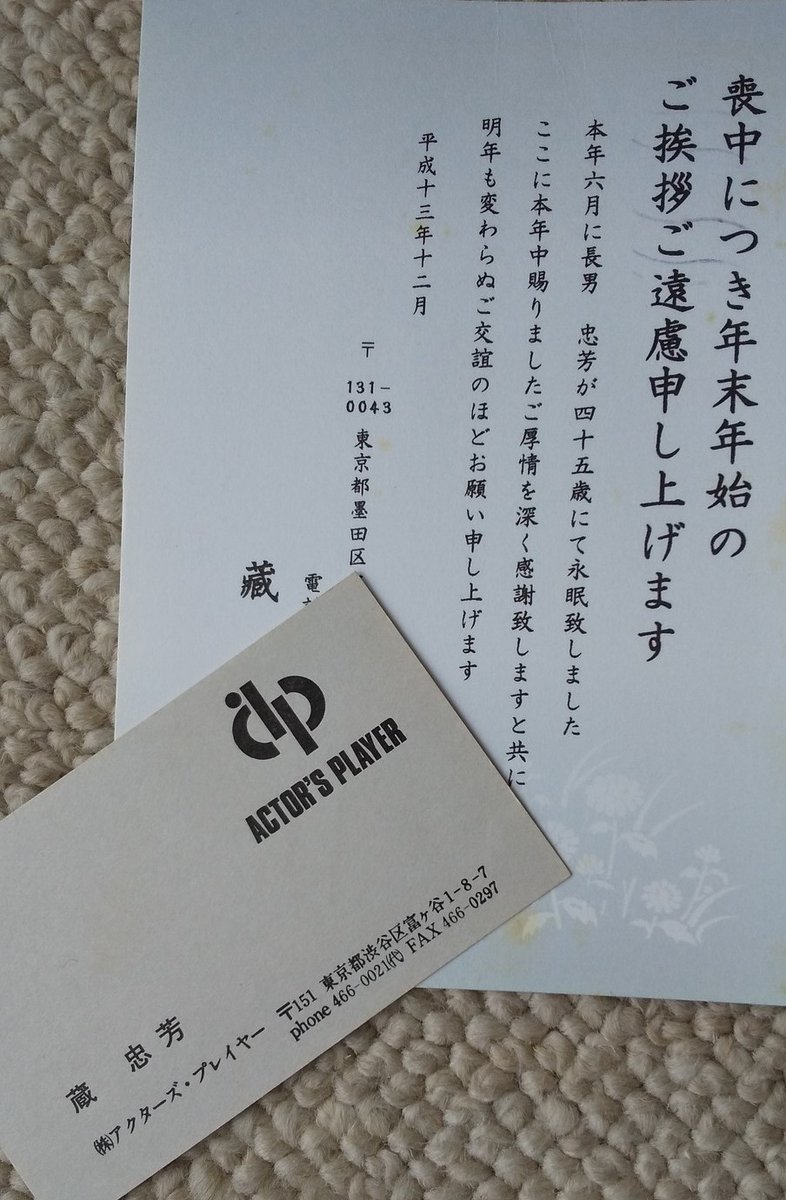 喪中につき年末年始の
ご挨拶ご遠慮申し上げます
本年六月に長男　忠芳が四十五歳にて永眠致しました
ここに本年中賜りましたご厚情を深く感謝致しますと共に
明年も変わらぬご交誼のほどお願い申し上げます
平成十三年十二月
〒
131-
0043
東京都墨田区
電
藏
ap
ACTOR'S PLAYER
蔵 忠芳
㈱アクターズ・プレイヤー 〒151 東京都渋谷区富ヶ谷1-8-7
phone 466-0021(代) FAX 466-0297